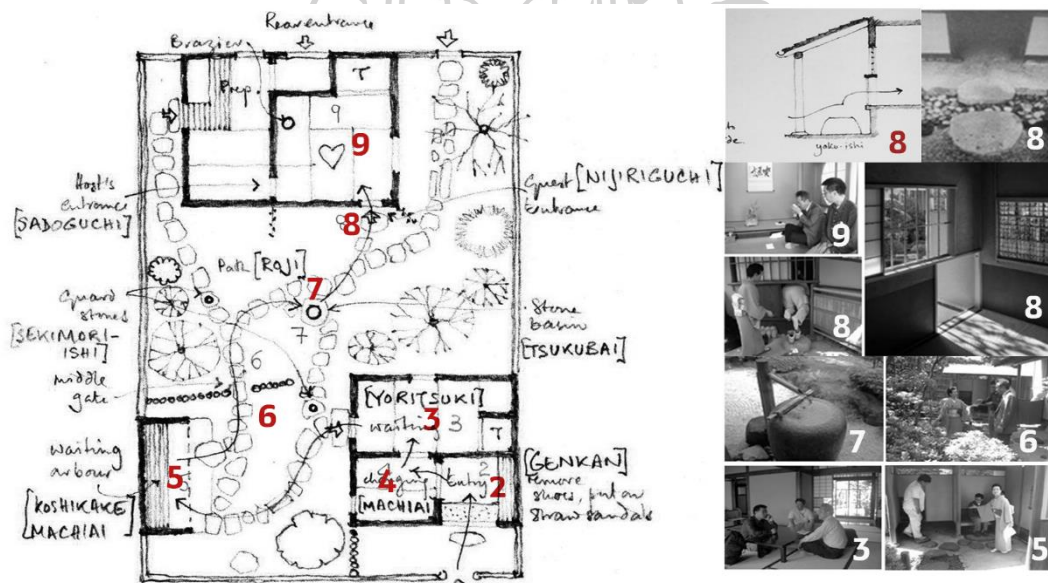 Rear entrance
Brazier
T
Prep.
9
9
Host's
entrance
[SADOGUCHI]
Guest [NIJIRIGUCHI]
Entrance
8
Path [ROJI]
7
7
Guard
stones
[SEKIMORI-
ISHI]
Stone
basin
[TSUKUBAI]
middle
gate
6
6
[YORITSUKI]
waiting
3
3
T
waiting
arbour
[KOSHIKAKE
MACHIAI
5
4
changing
[MACHIAI]
Entry
2
2
[GENKAN]
remove
shoes, put on
straw sandals
yaku-ishi
8
8
9
8
8
7
6
3
5